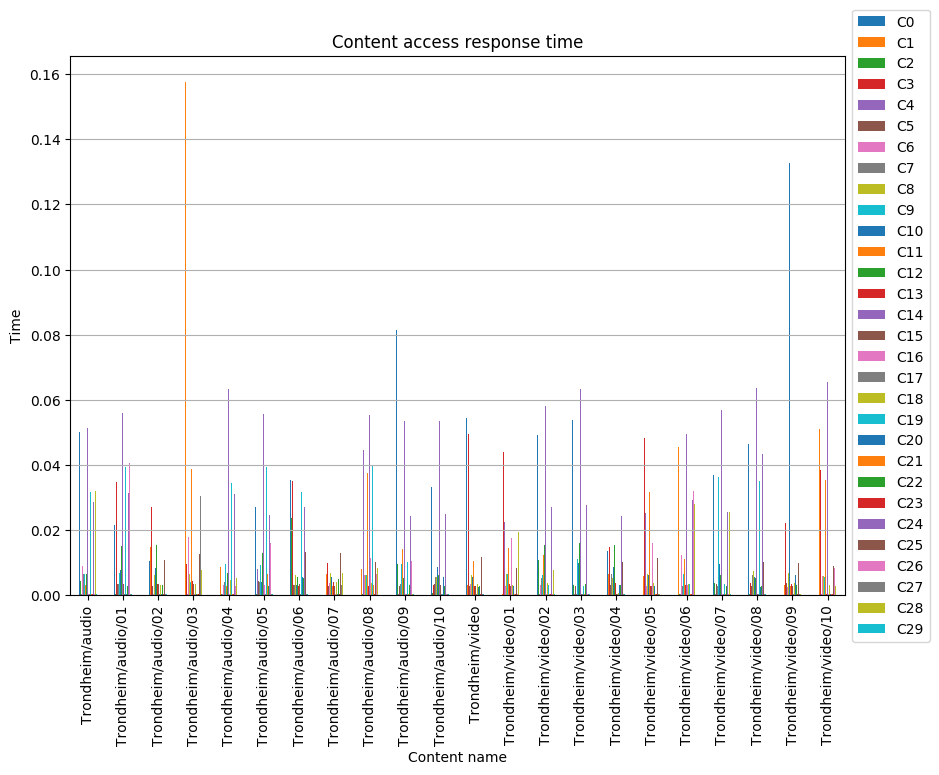 Content access response time
Time
0.16
0.14
0.12
0.10
0.08
0.06
0.04
0.02
0.00
Trondheim/audio
Trondheim/audio/01
Trondheim/audio/02
Trondheim/audio/03
Trondheim/audio/04
Trondheim/audio/05
Trondheim/audio/06
Trondheim/audio/07
Trondheim/audio/08
Trondheim/audio/09
Trondheim/audio/10
Trondheim/video
Trondheim/video/01
Trondheim/video/02
Trondheim/video/03
Trondheim/video/04
Trondheim/video/05
Trondheim/video/06
Trondheim/video/07
Trondheim/video/08
Trondheim/video/09
Trondheim/video/10
Content name
C0
C1
C2
C3
C4
C5
C6
C7
C8
C9
C10
C11
C12
C13
C14
C15
C16
C17
C18
C19
C20
C21
C22
C23
C24
C25
C26
C27
C28
C29